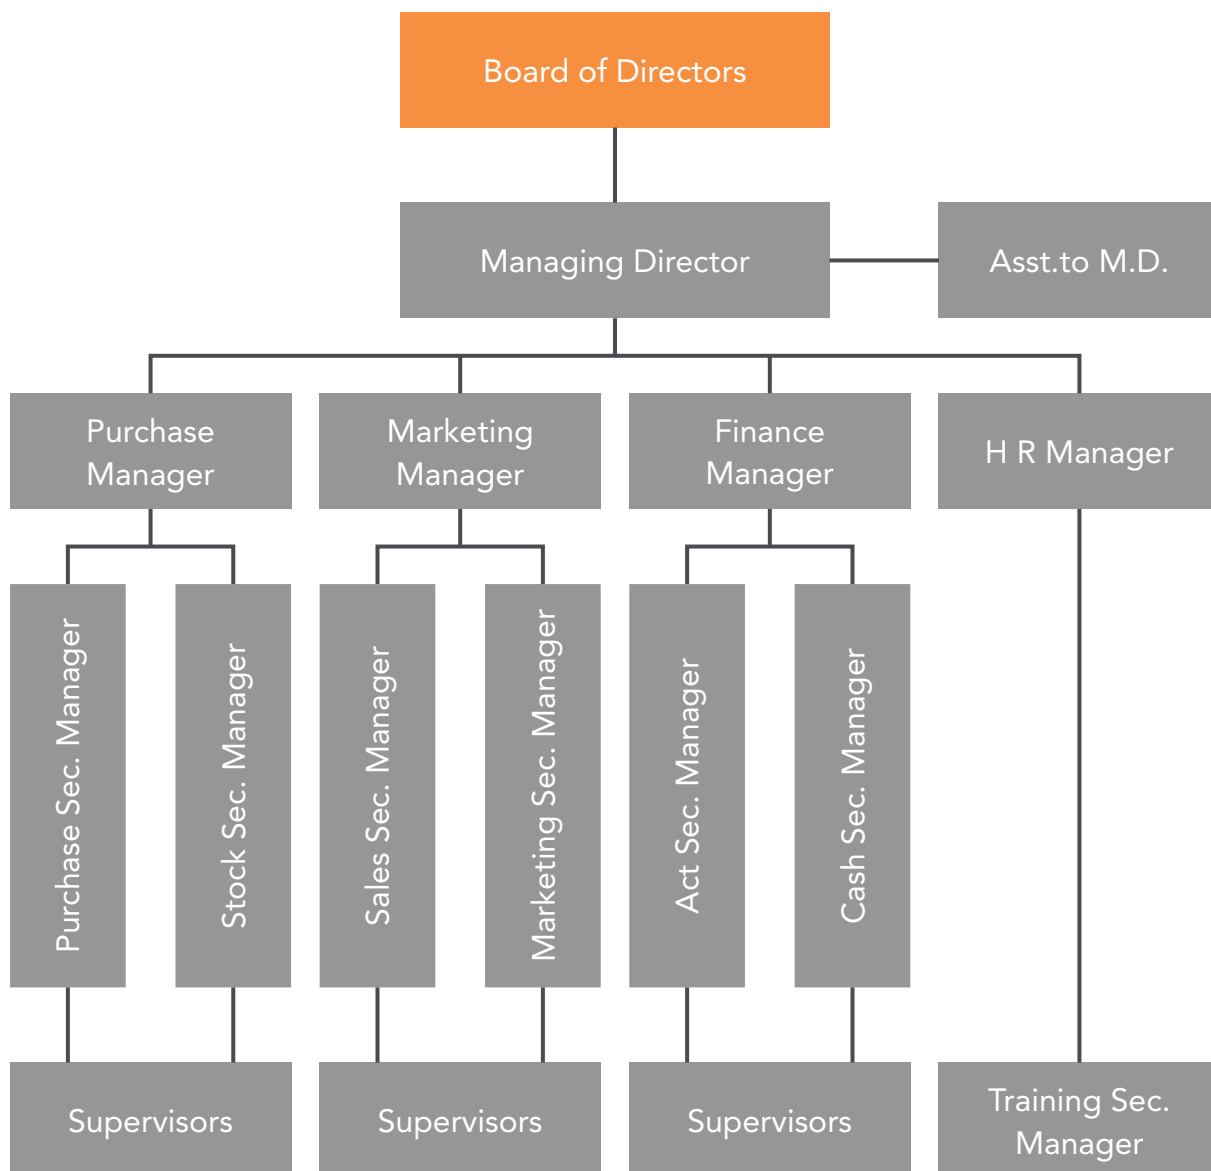 Board of Directors
Managing Director
Asst.to M.D.
Purchase
Manager
Marketing
Manager
Finance
Manager
H R Manager
Purchase Sec. Manager
Stock Sec. Manager
Sales Sec. Manager
Marketing Sec. Manager
Act Sec. Manager
Cash Sec. Manager
Supervisors
Supervisors
Supervisors
Training Sec.
Manager